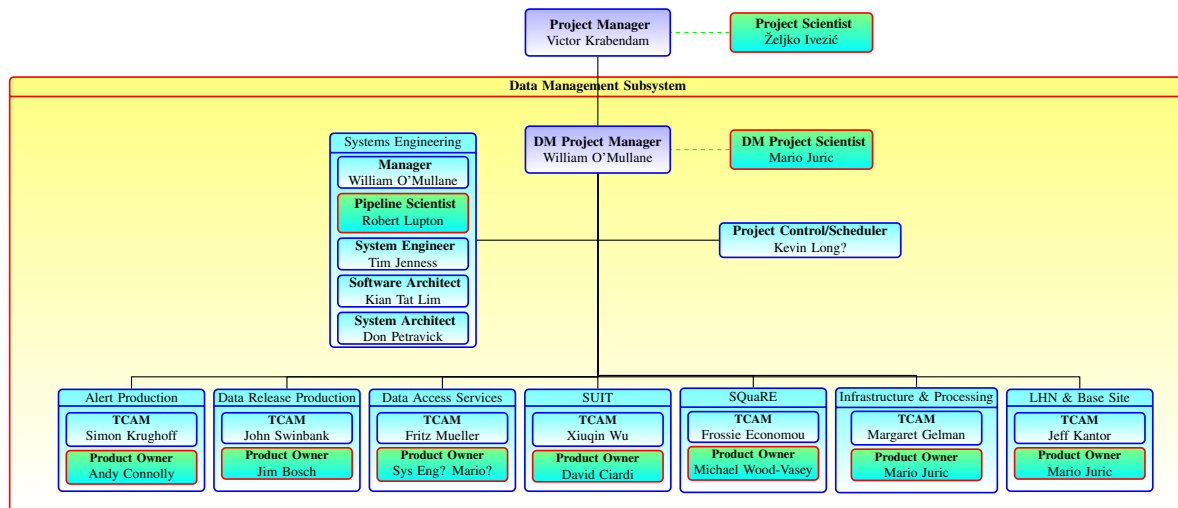 Project Manager
Victor Krabendam
Project Scientist
Željko Ivezić
Data Management Subsystem
DM Project Manager
William O'Mullane
DM Project Scientist
Mario Juric
Systems Engineering
Manager
William O'Mullane
Pipeline Scientist
Robert Lupton
System Engineer
Tim Jenness
Software Architect
Kian Tat Lim
System Architect
Don Petravick
Project Control/Scheduler
Kevin Long?
Alert Production
TCAM
Simon Krughoff
Product Owner
Andy Connolly
Data Release Production
TCAM
John Swinbank
Product Owner
Jim Bosch
Data Access Services
TCAM
Fritz Mueller
Product Owner
Sys Eng? Mario?
SUIT
TCAM
Xiuqin Wu
Product Owner
David Ciardi
SQuaRE
TCAM
Frossie Economou
Product Owner
Michael Wood-Vasey
Infrastructure & Processing
TCAM
Margaret Gelman
Product Owner
Mario Juric
LHN & Base Site
TCAM
Jeff Kantor
Product Owner
Mario Juric